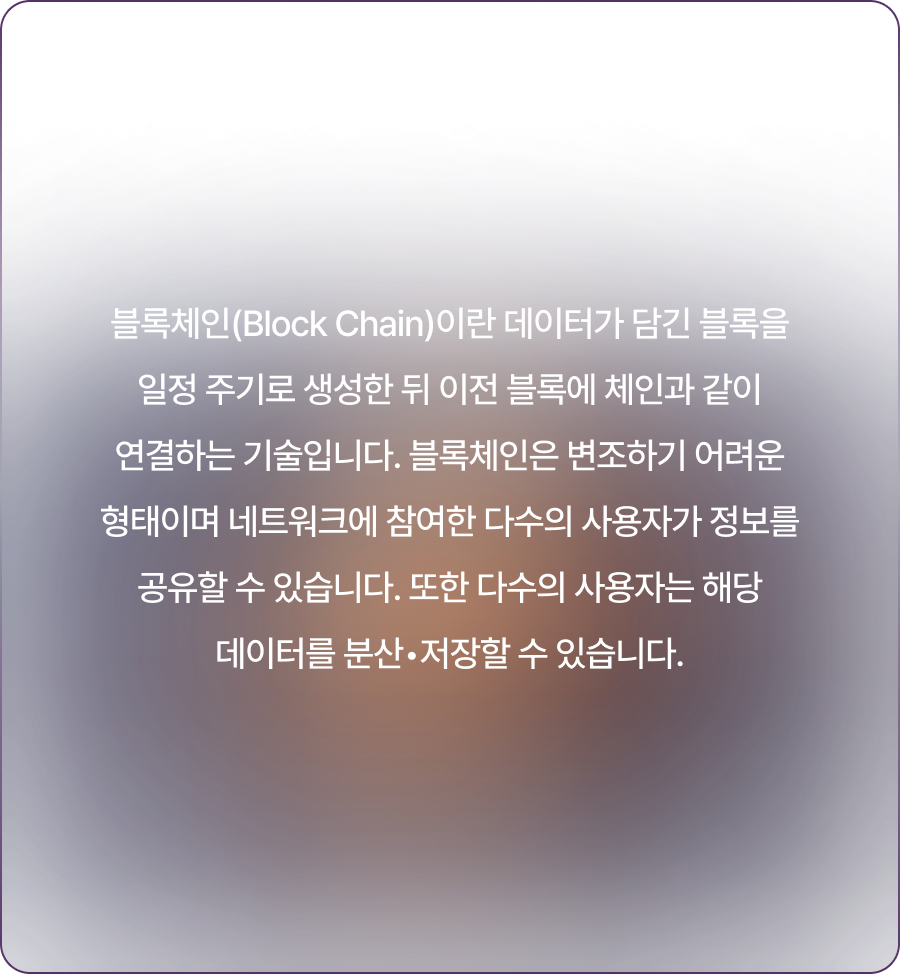 블록체인(Block Chain)이란 데이터가 담긴 블록을
일정 주기로 생성한 뒤 이전 블록에 체인과 같이
연결하는 기술입니다. 블록체인은 변조하기 어려운
형태이며 네트워크에 참여한 다수의 사용자가 정보를
공유할 수 있습니다. 또한 다수의 사용자는 해당
데이터를 분산•저장할 수 있습니다.